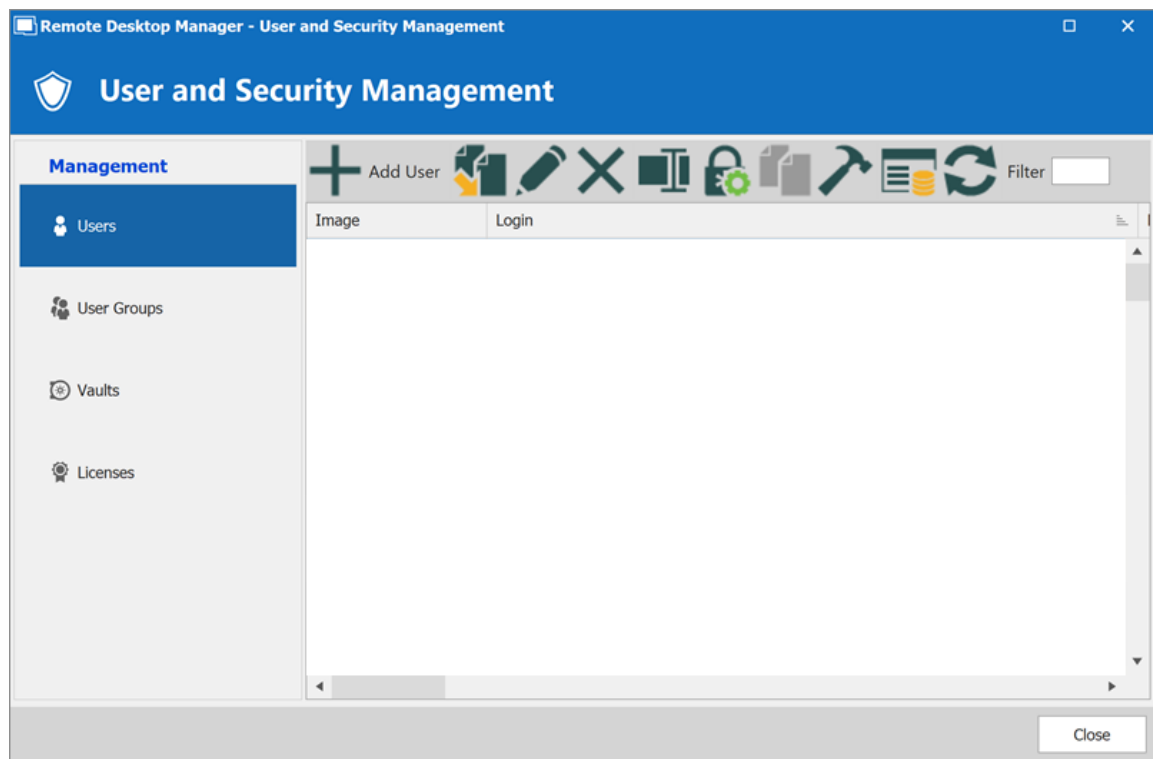 Remote Desktop Manager - User and Security Management
User and Security Management
Management
Users
User Groups
Vaults
Licenses
Add User
Filter
Image
Login
Close